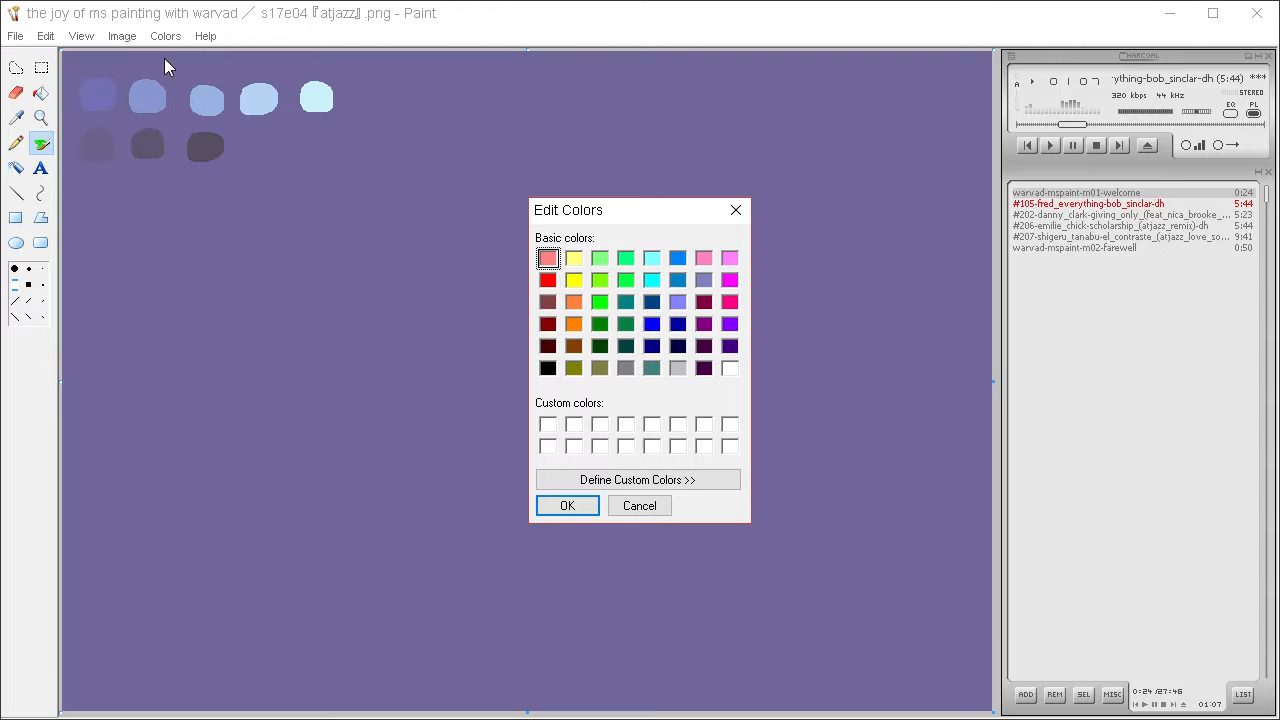 the joy of ms painting with warvad ／ s17e04『atjazz』.png - Paint
File Edit View Image Colors Help
Edit Colors
Basic colors:
Custom colors:
Define Custom Colors >>
OK Cancel
CHARCOAL
ything-bob_sinclar-dh (5:44) ***
320 kbps 44 kHz MONO STEREO
EQ PL
warvad-mspaint-m01-welcome 0:24
#105-fred_everything-bob_sinclar-dh 5:44
#202-danny_clark-giving_only_(feat_nica_brooke_... 5:23
#206-emilie_chick-scholarship_(atjazz_remix)-dh 5:44
#207-shigeru_tanabu-el_contraste_(atjazz_love_so... 9:41
warvad-mspaint-m02-farewell 0:50
ADD REM SEL MISC 0:24/27:46 LIST
01:07